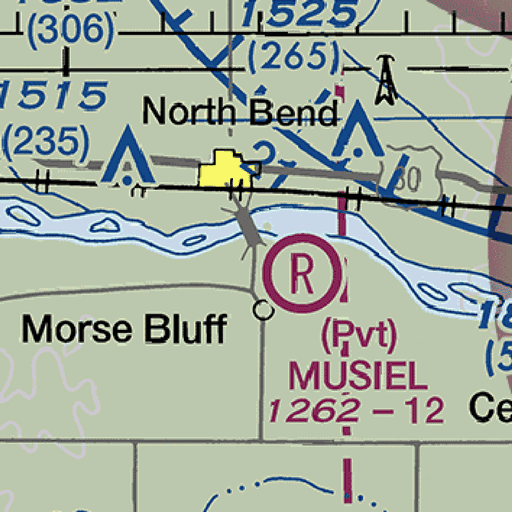 1525
(306)
(265)
1515
(235)
North Bend
30
R
Morse Bluff
(Pvt)
MUSIEL
1262 - 12